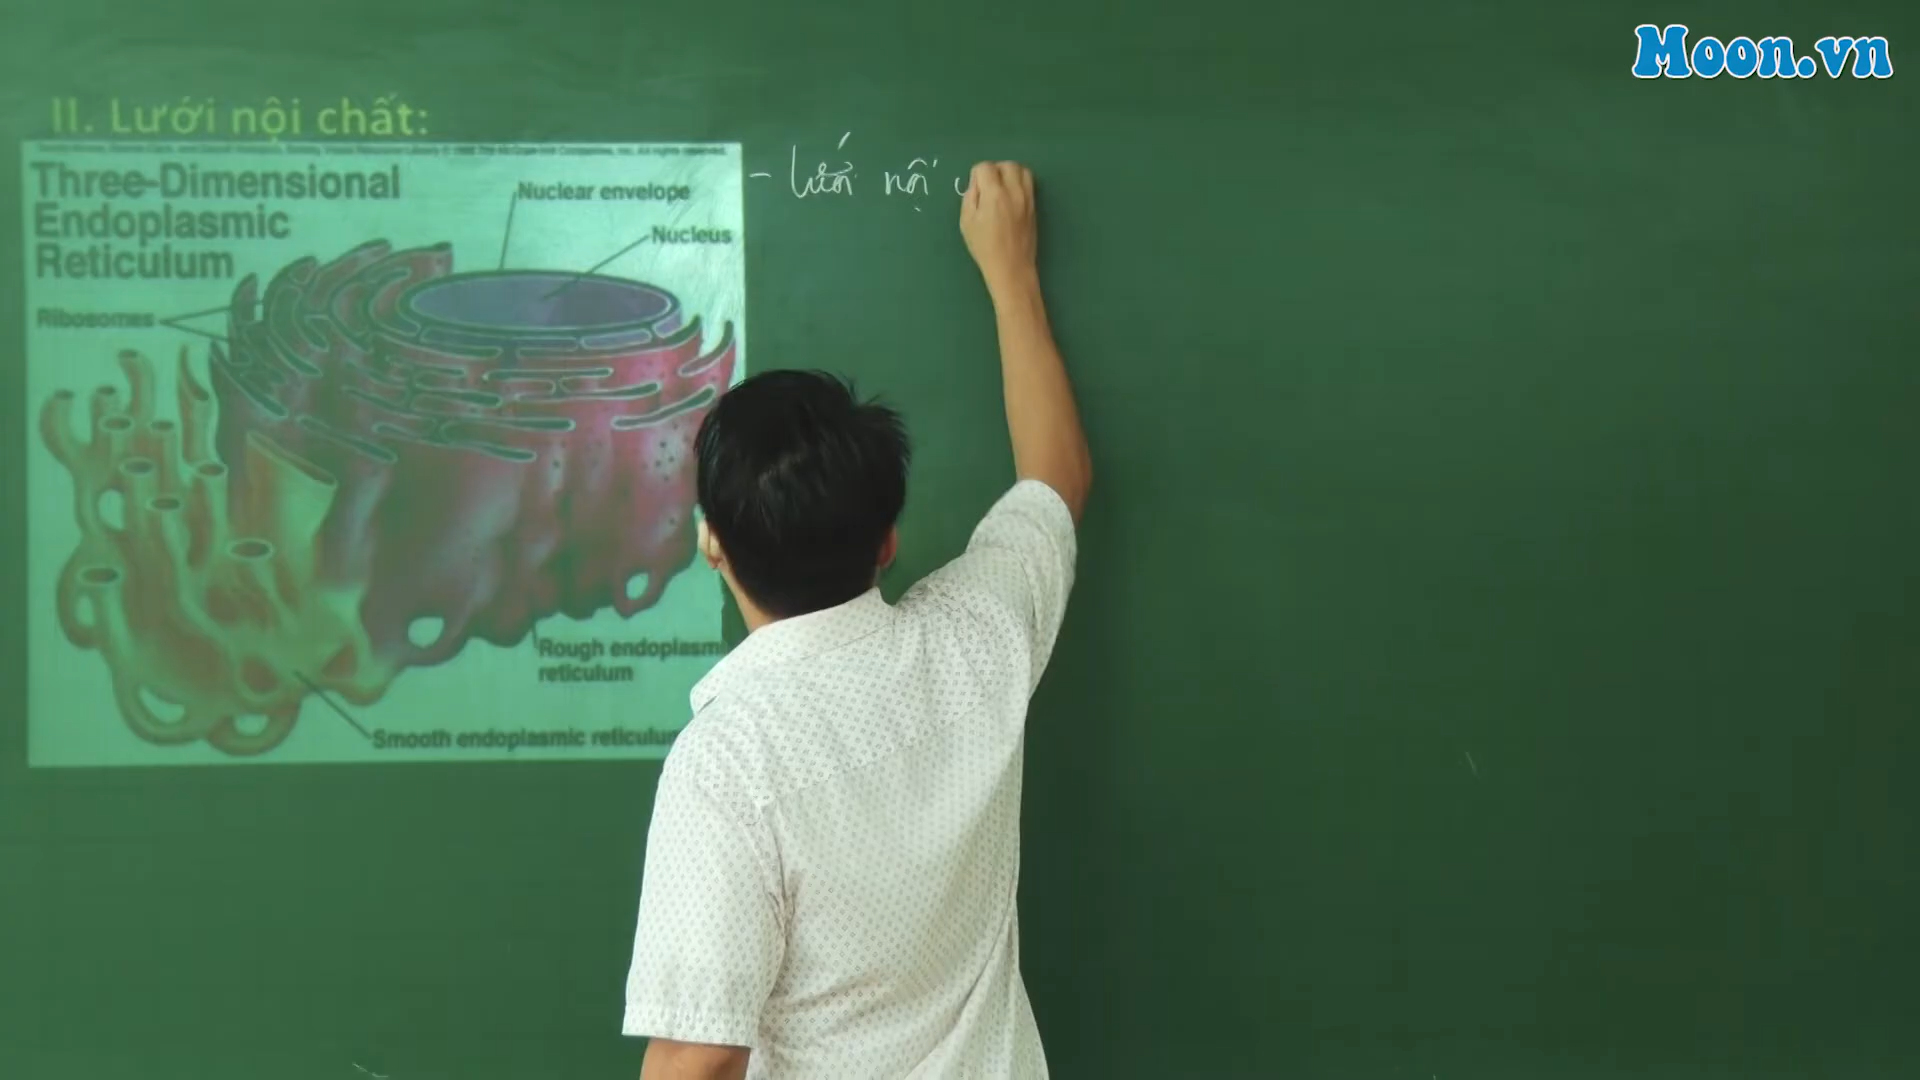 Moon.vn
II. Lưới nội chất:
Three-Dimensional
Endoplasmic
Reticulum
Nuclear envelope
Nucleus
Ribosomes
Rough endoplasmi
reticulum
Smooth endoplasmic reticulum
- lưới nội